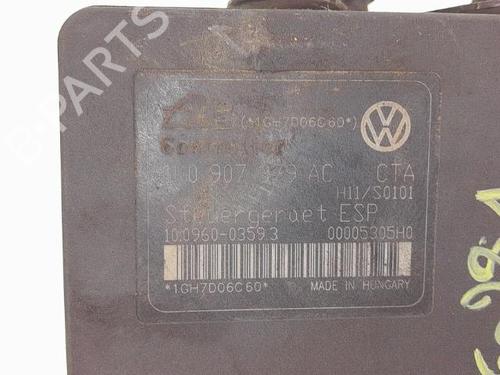 B-PARTS
(*1GH7D06C60*)
Controller
907 379 AC CTA
H11/S0101
Steuergeraet ESP
10.0960-0359.3 00005305H0
*1GH7D06C60* MADE IN HUNGARY